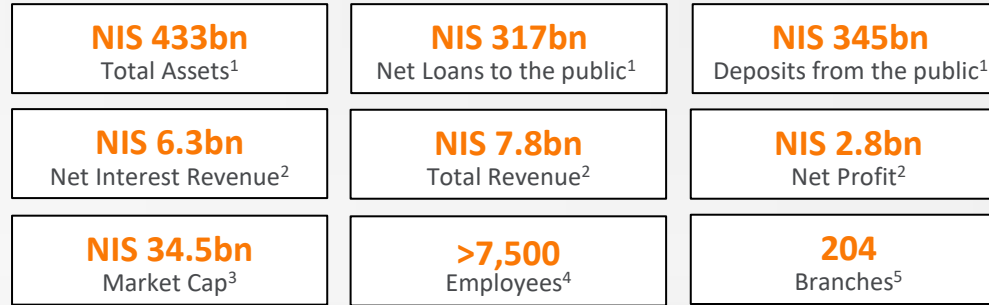 NIS 433bn
Total Assets¹
NIS 317bn
Net Loans to the public¹
NIS 345bn
Deposits from the public¹
NIS 6.3bn
Net Interest Revenue²
NIS 7.8bn
Total Revenue²
NIS 2.8bn
Net Profit²
NIS 34.5bn
Market Cap³
>7,500
Employees⁴
204
Branches⁵